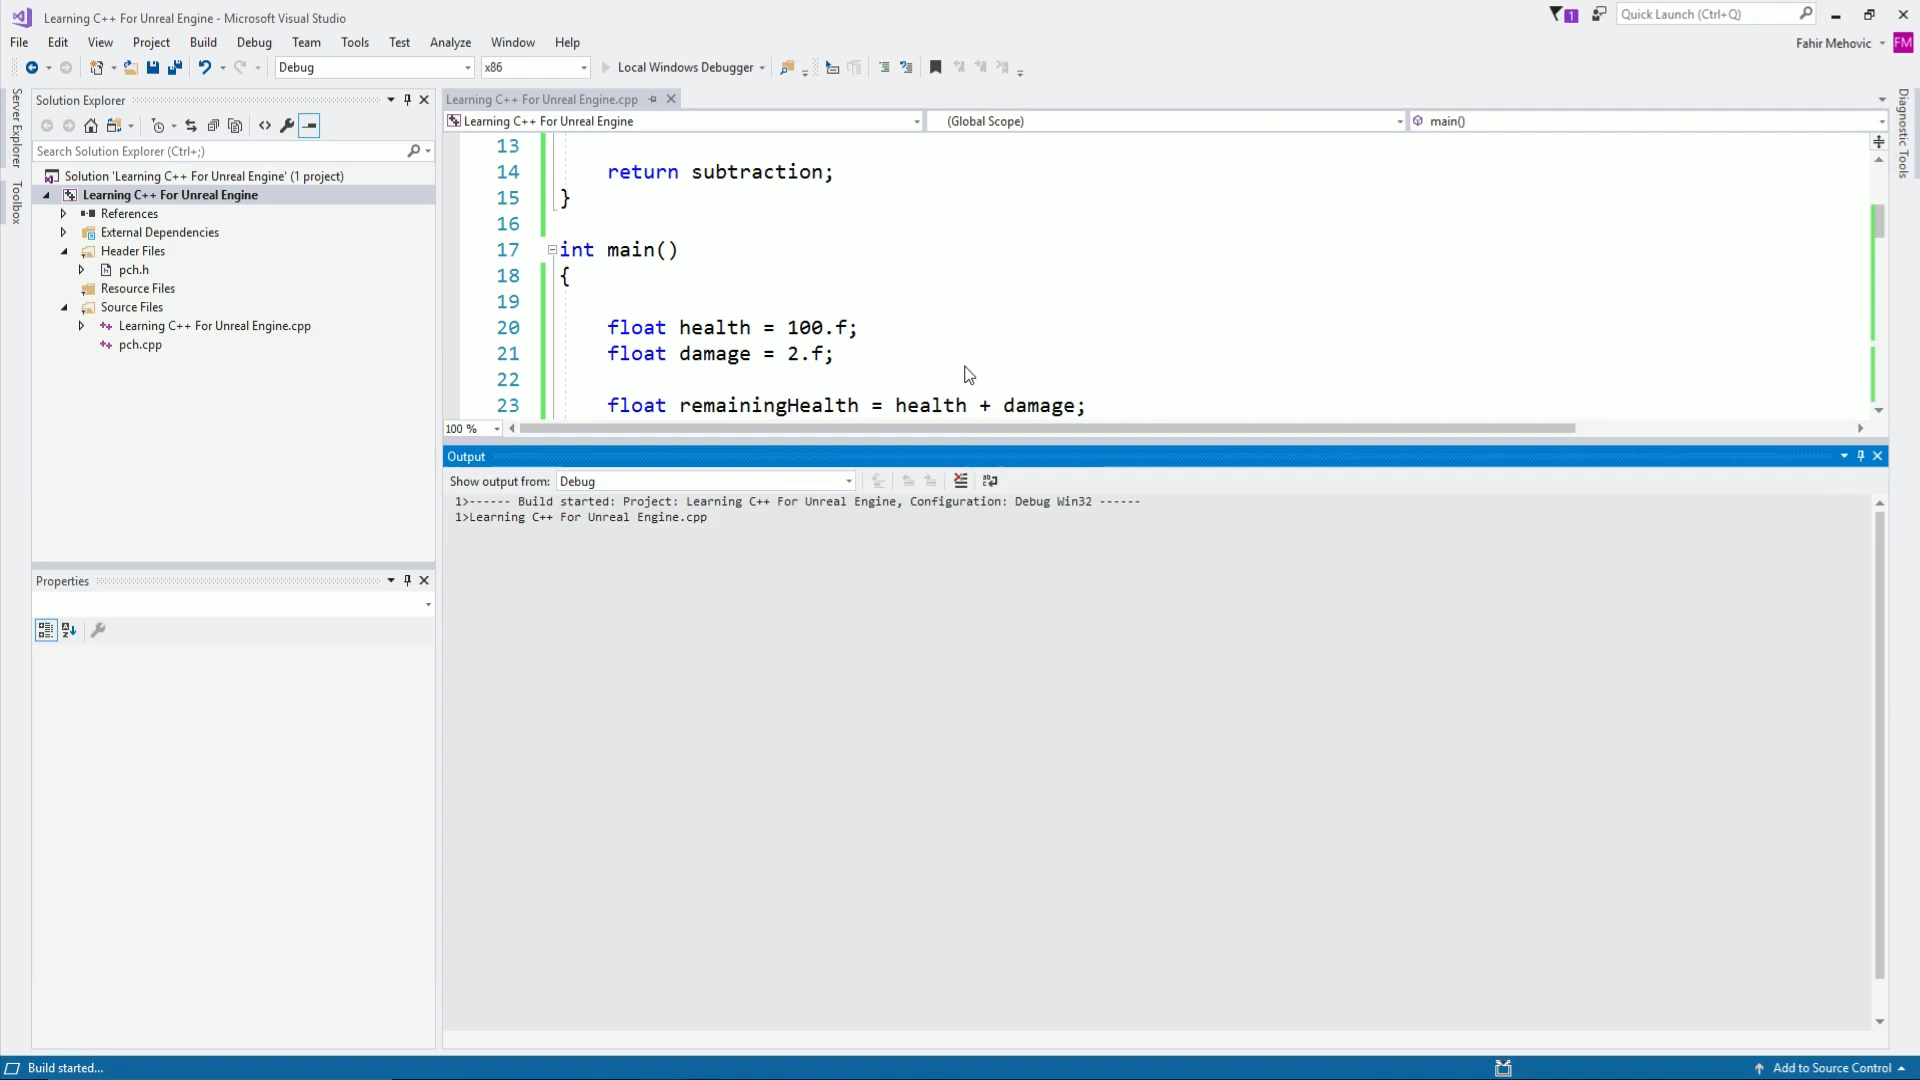 Learning C++ For Unreal Engine - Microsoft Visual Studio
1
Quick Launch (Ctrl+Q)
File Edit View Project Build Debug Team Tools Test Analyze Window Help
Fahir Mehovic
FM
Debug
x86
Local Windows Debugger
Server Explorer
Toolbox
Solution Explorer
Search Solution Explorer (Ctrl+;)
Solution 'Learning C++ For Unreal Engine' (1 project)
Learning C++ For Unreal Engine
References
External Dependencies
Header Files
pch.h
Resource Files
Source Files
Learning C++ For Unreal Engine.cpp
pch.cpp
Properties
Learning C++ For Unreal Engine.cpp
Learning C++ For Unreal Engine
(Global Scope)
main()
13
14 return subtraction;
15 }
16
17 int main()
18 {
19
20 float health = 100.f;
21 float damage = 2.f;
22
23 float remainingHealth = health + damage;
100 %
Output
Show output from: Debug
1>------ Build started: Project: Learning C++ For Unreal Engine, Configuration: Debug Win32 ------
1>Learning C++ For Unreal Engine.cpp
Diagnostic Tools
Build started...
Add to Source Control